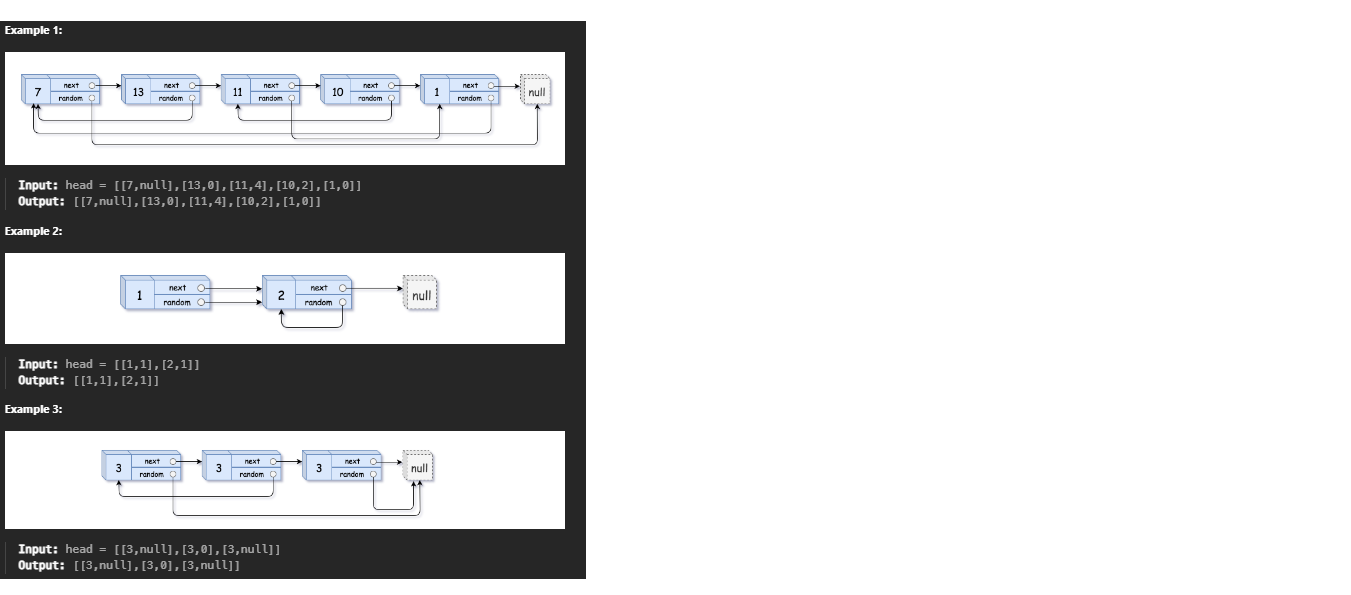 Example 1:
7 next random 13 next random 11 next random 10 next random 1 next random null
Input: head = [[7,null],[13,0],[11,4],[10,2],[1,0]]
Output: [[7,null],[13,0],[11,4],[10,2],[1,0]]
Example 2:
1 next random 2 next random null
Input: head = [[1,1],[2,1]]
Output: [[1,1],[2,1]]
Example 3:
3 next random 3 next random 3 next random null
Input: head = [[3,null],[3,0],[3,null]]
Output: [[3,null],[3,0],[3,null]]